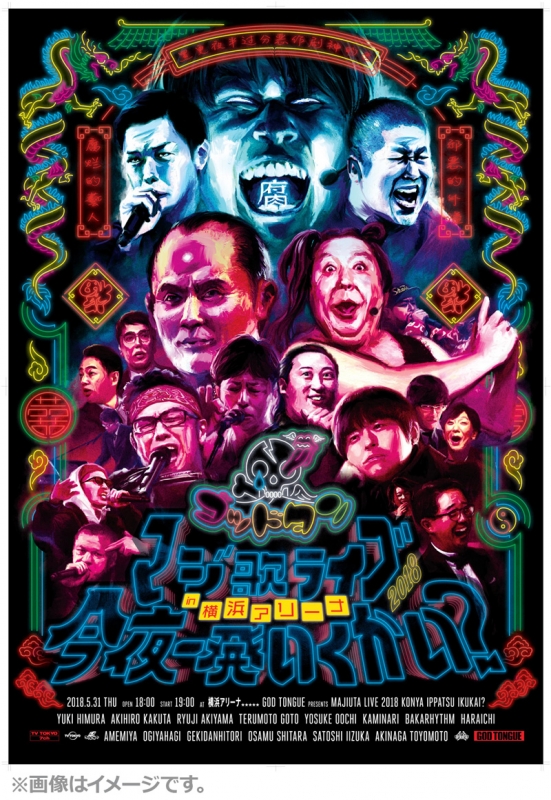 腐
ゴッドタン
マジ歌ライブ
2018
in 横浜アリーナ
今夜一発いくかい?
2018.5.31 THU OPEN 18:00 START 19:00 AT 横浜アリーナ..... GOD TONGUE PRESENTS MAJIUTA LIVE 2018 KONYA IPPATSU IKUKAI?
YUKI HIMURA AKIHIRO KAKUTA RYUJI AKIYAMA TERUMOTO GOTO YOSUKE OOCHI KAMINARI BAKARHYTHM HARAICHI
AMEMIYA OGIYAHAGI GEKIDANHITORI OSAMU SHITARA SATOSHI IIZUKA AKINAGA TOYOMOTO
TV TOKYO
GOD TONGUE
※画像はイメージです。